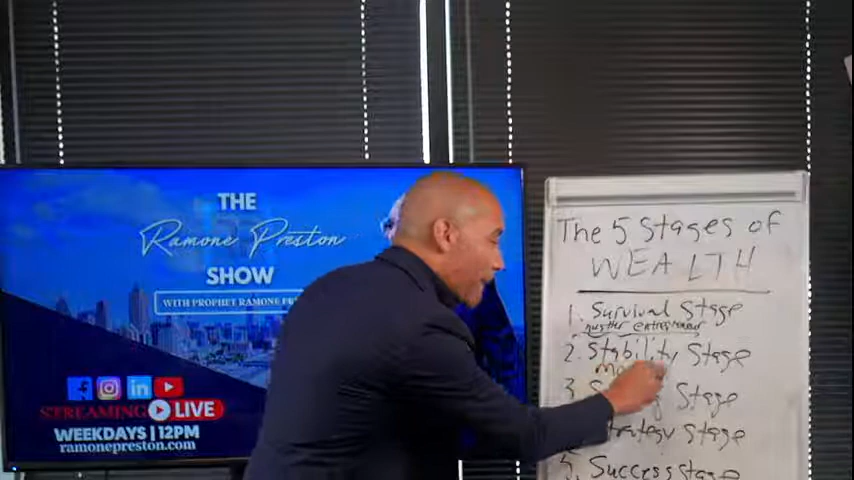 THE
Ramone Preston
SHOW
WITH PROPHET RAMONE
STREAMING LIVE
WEEKDAYS | 12PM
ramonepreston.com
The 5 Stages of
WEALTH
1. Survival Stage
hustler entrepreneur
2. Stability Stage
3 Stage
Stage
5. Success stage